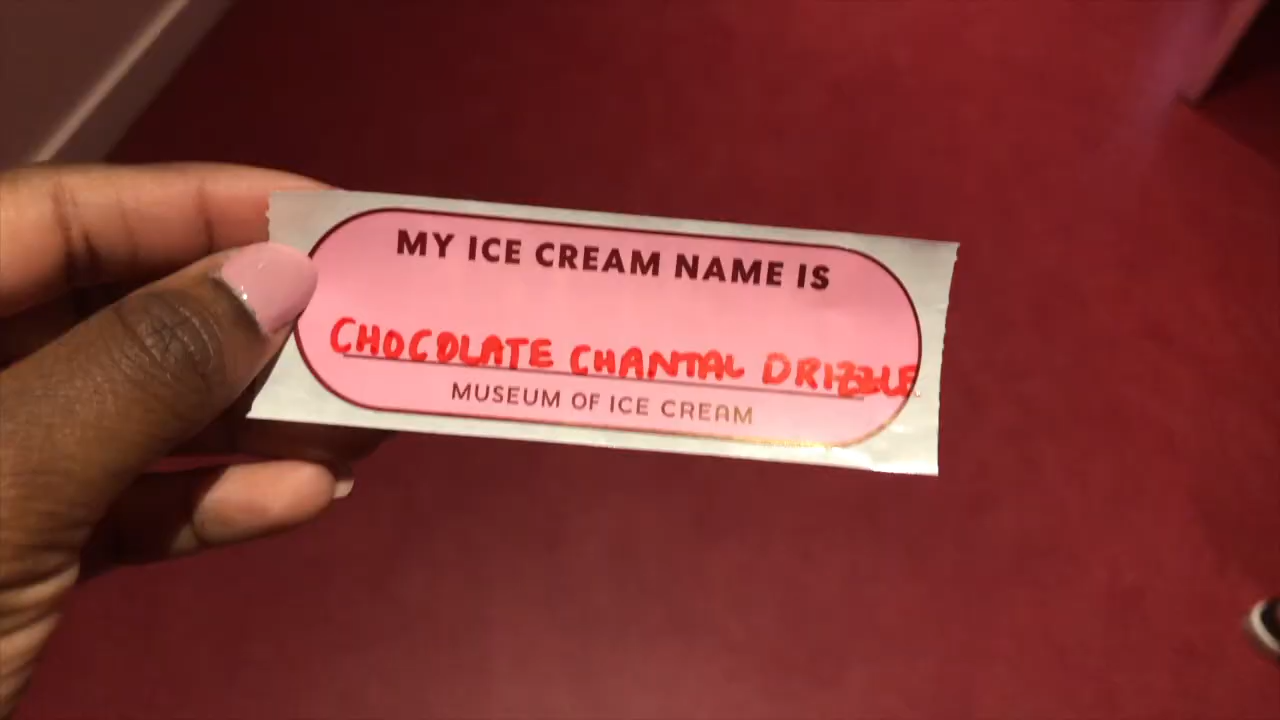 MY ICE CREAM NAME IS
CHOCOLATE CHANTAL DRIZZLE
MUSEUM OF ICE CREAM